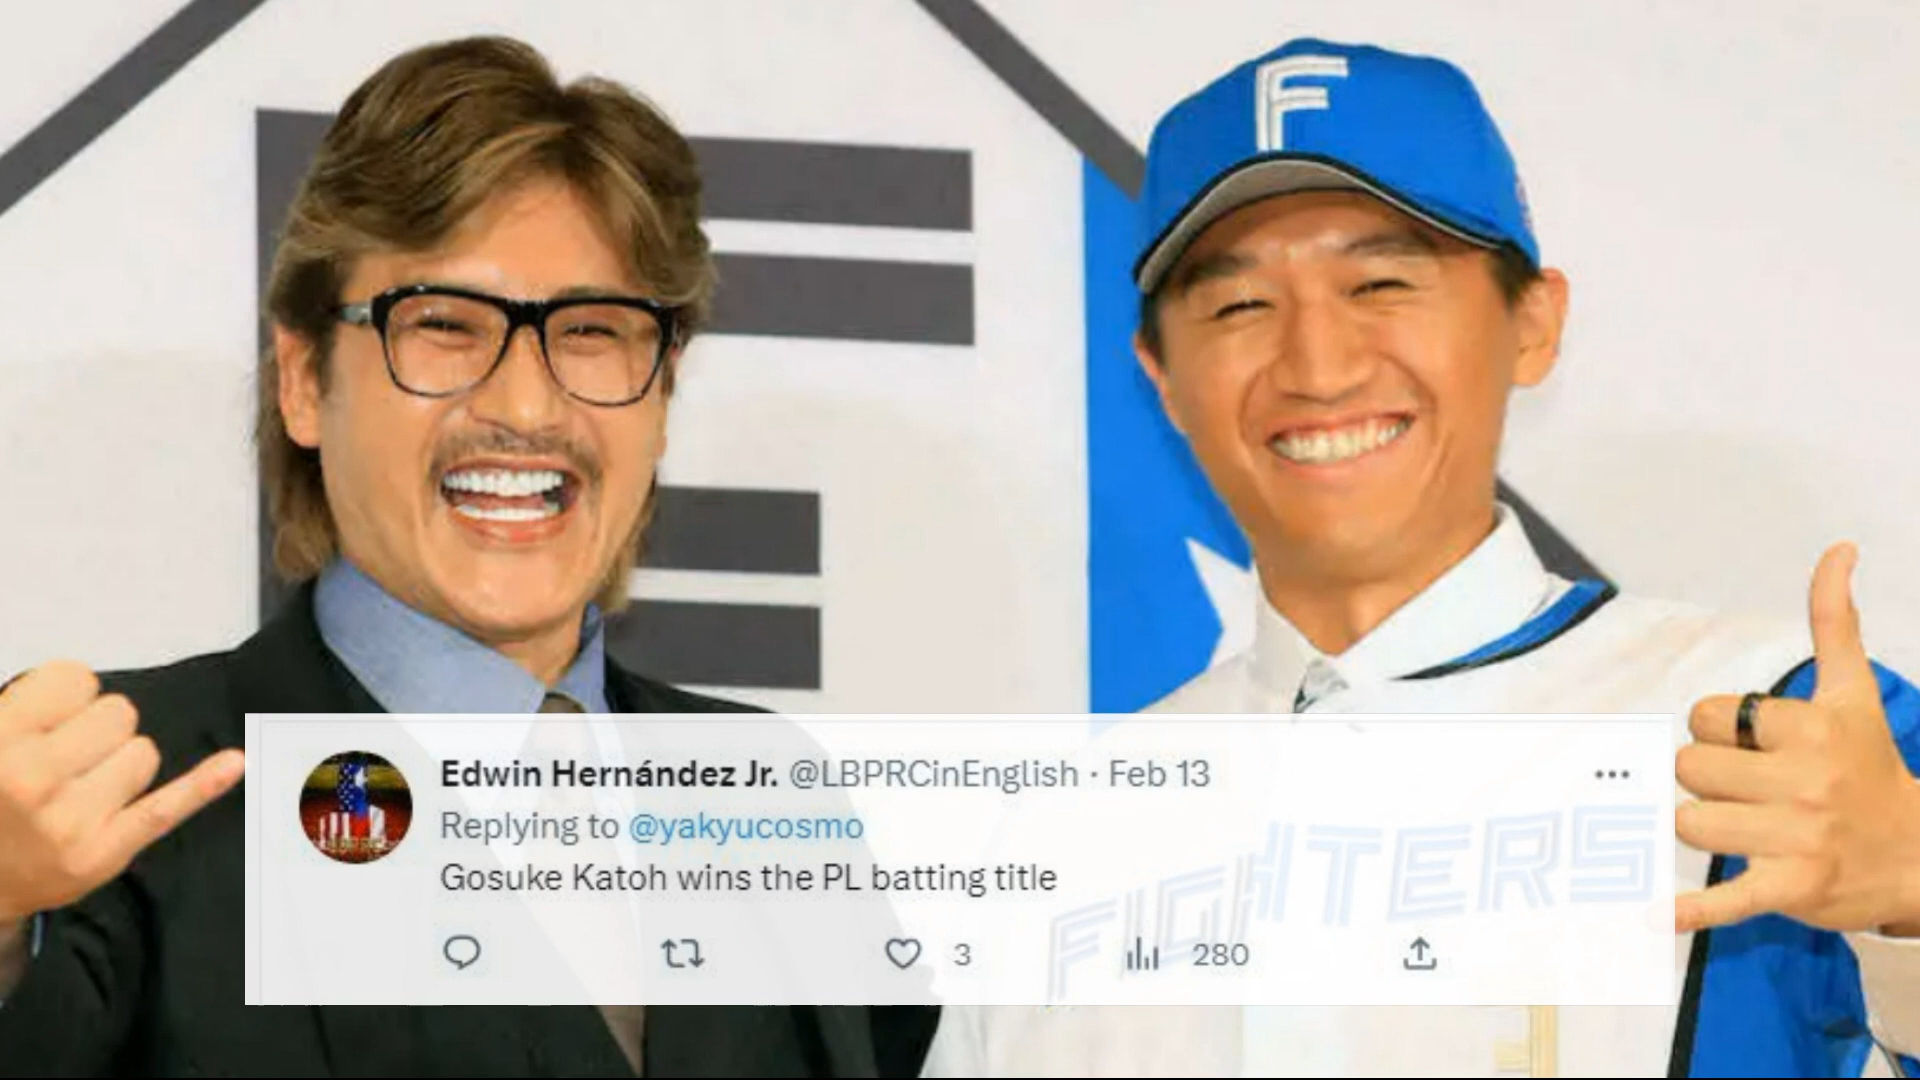 F
Edwin Hernández Jr. @LBPRCinEnglish · Feb 13
Replying to @yakyucosmo
Gosuke Katoh wins the PL batting title
3
280
FIGHTERS